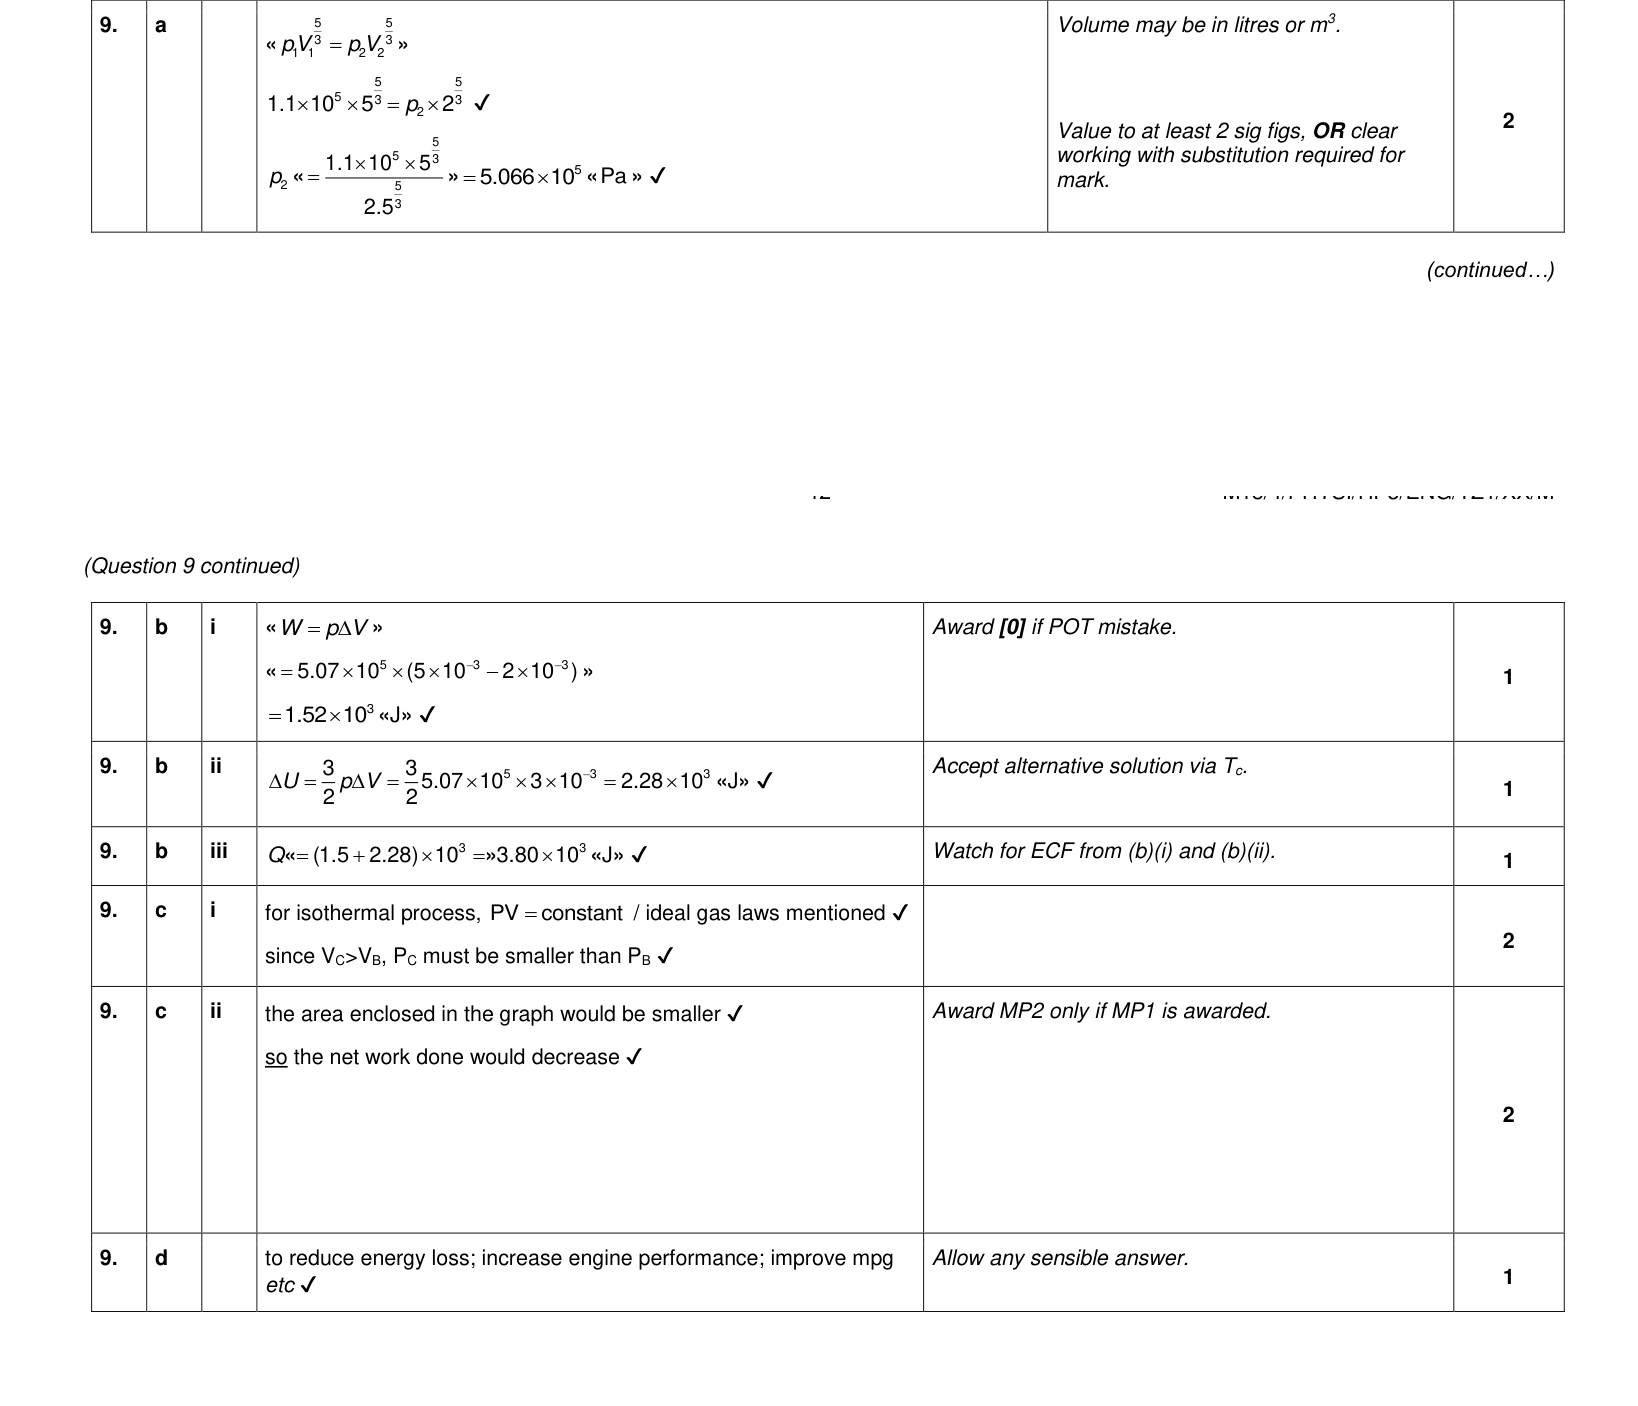 9. a « p₁V₁^(5/3) = p₂V₂^(5/3) » Volume may be in litres or m³.
1.1×10⁵ ×5^(5/3) = p₂×2^(5/3) ✓
Value to at least 2 sig figs, OR clear working with substitution required for mark.
2
p₂ « = (1.1×10⁵ ×5^(5/3)) / (2.5^(5/3)) » = 5.066×10⁵ « Pa » ✓
(continued…)
12
(Question 9 continued)
9. b i « W = pΔV » Award [0] if POT mistake. 1
« = 5.07×10⁵ ×(5×10⁻³ − 2×10⁻³) »
= 1.52×10³ «J» ✓
9. b ii ΔU = 3/2 pΔV = 3/2 5.07×10⁵ ×3×10⁻³ = 2.28×10³ «J» ✓ Accept alternative solution via T꜀. 1
9. b iii Q«= (1.5+2.28)×10³ =»3.80×10³ «J» ✓ Watch for ECF from (b)(i) and (b)(ii). 1
9. c i for isothermal process, PV = constant / ideal gas laws mentioned ✓ 2
since V_C>V_B, P_C must be smaller than P_B ✓
9. c ii the area enclosed in the graph would be smaller ✓ Award MP2 only if MP1 is awarded. 2
so the net work done would decrease ✓
9. d to reduce energy loss; increase engine performance; improve mpg Allow any sensible answer. 1
etc ✓